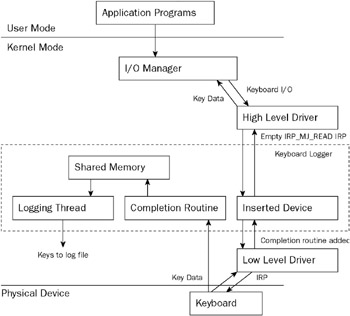 Application Programs
User Mode
Kernel Mode
I/O Manager
Keyboard I/O
Key Data
High Level Driver
Empty IRP_MJ_READ IRP
Keyboard Logger
Shared Memory
Logging Thread
Completion Routine
Inserted Device
Completion routine added
Keys to log file
Low Level Driver
Key Data
IRP
Physical Device
Keyboard